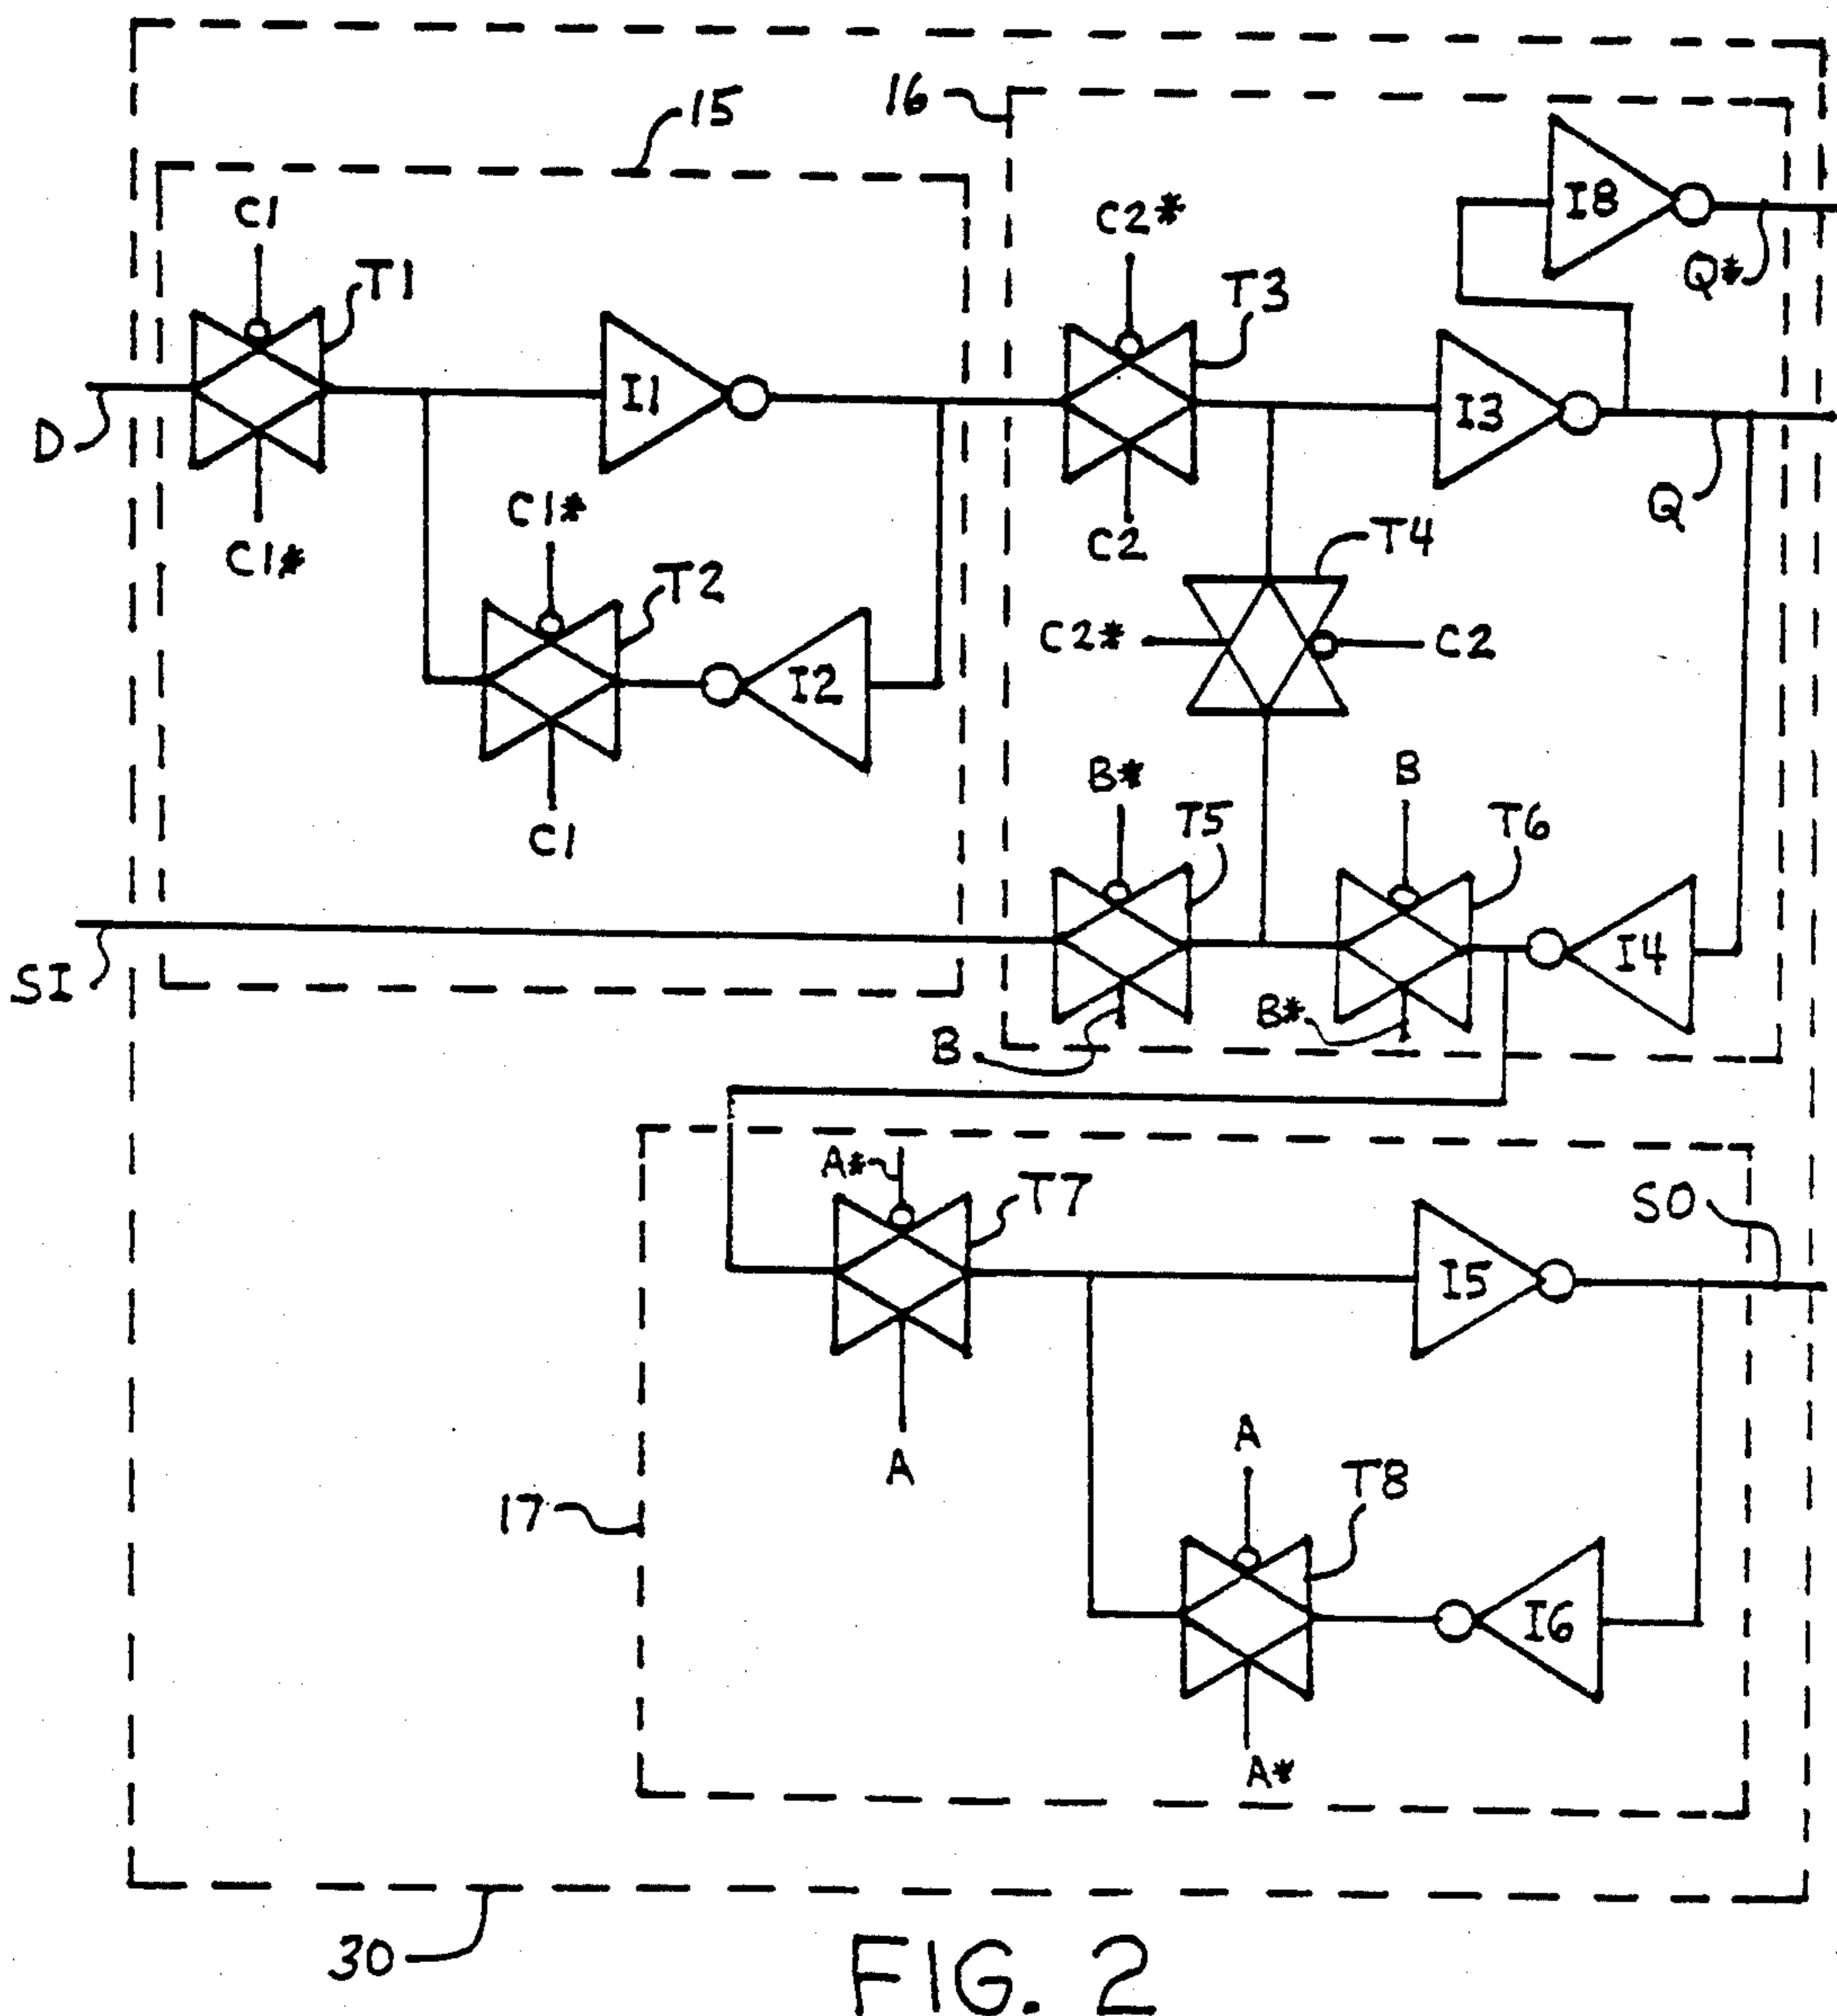 15
16
C1
C2*
I8
Q*
T1
T3
D
I1
I3
Q
C1*
C1*
C2
T4
T2
C2*
C2
I2
C1
B*
T5
B
T6
SI
I4
B
B*
A*
T7
SO
I5
A
A
T8
17
I6
A*
30
FIG. 2